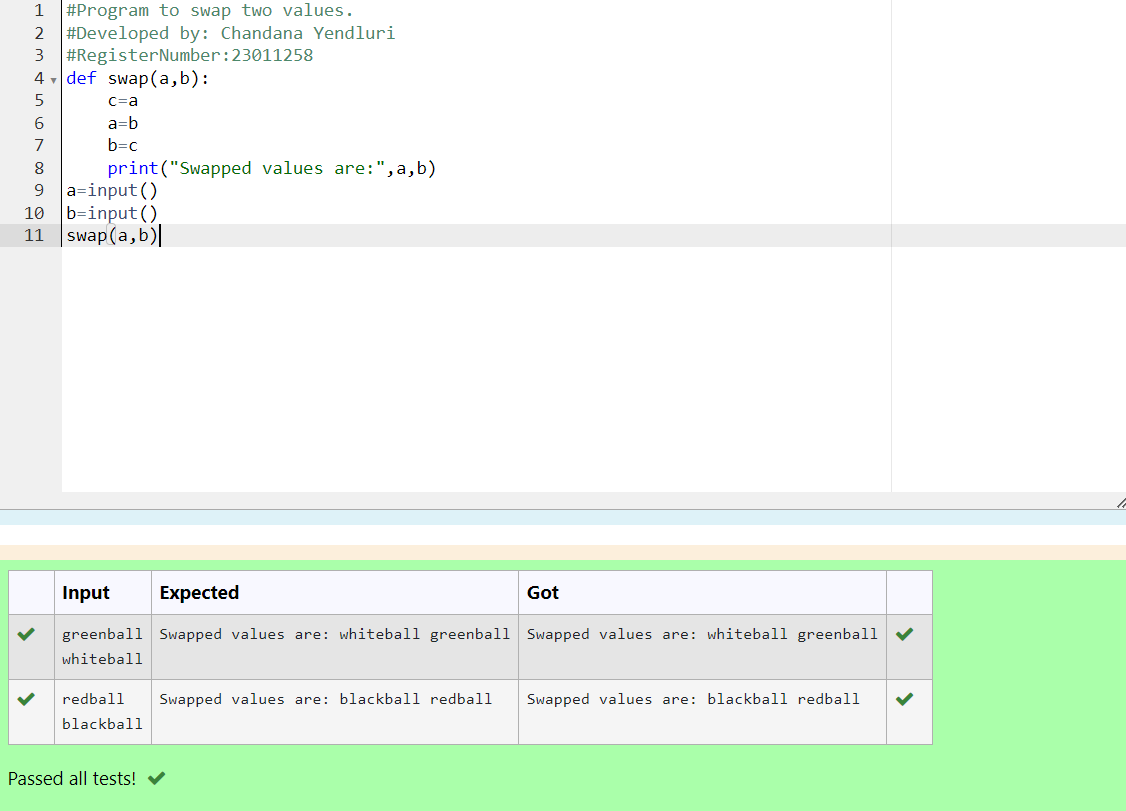 1 #Program to swap two values.
2 #Developed by: Chandana Yendluri
3 #RegisterNumber:23011258
4 def swap(a,b):
5     c=a
6     a=b
7     b=c
8     print("Swapped values are:",a,b)
9 a=input()
10 b=input()
11 swap(a,b)
Input Expected Got
greenball Swapped values are: whiteball greenball Swapped values are: whiteball greenball
whiteball
redball Swapped values are: blackball redball Swapped values are: blackball redball
blackball
Passed all tests!